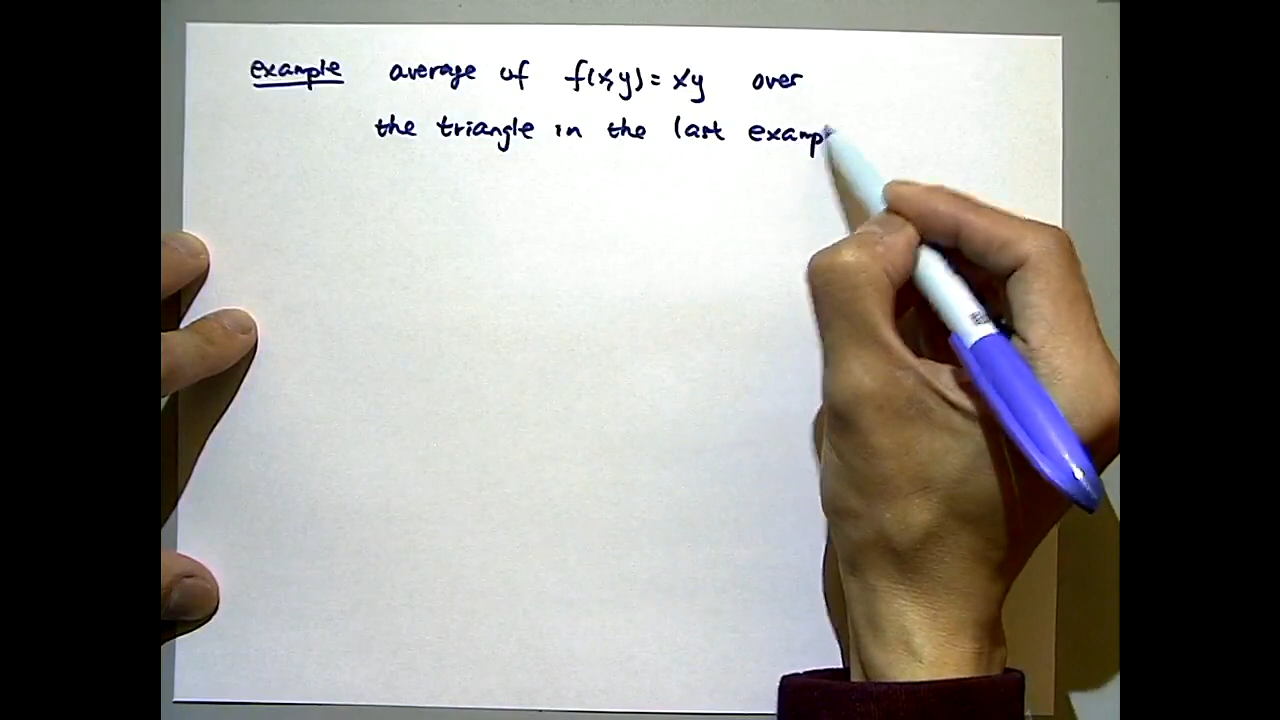 example average of f(x,y) = xy over
the triangle in the last examp